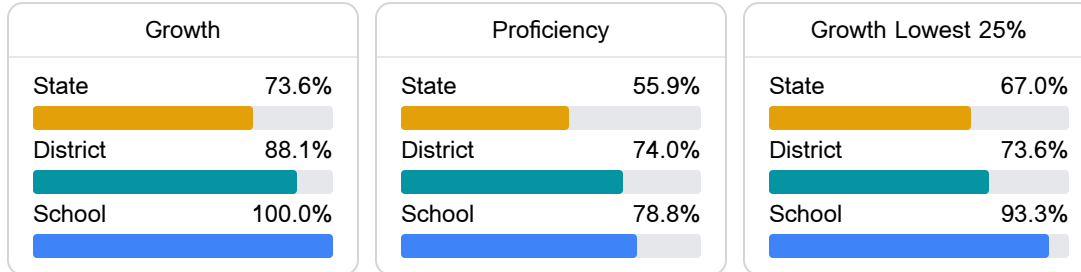 Growth
State 73.6%
District 88.1%
School 100.0%
Proficiency
State 55.9%
District 74.0%
School 78.8%
Growth Lowest 25%
State 67.0%
District 73.6%
School 93.3%